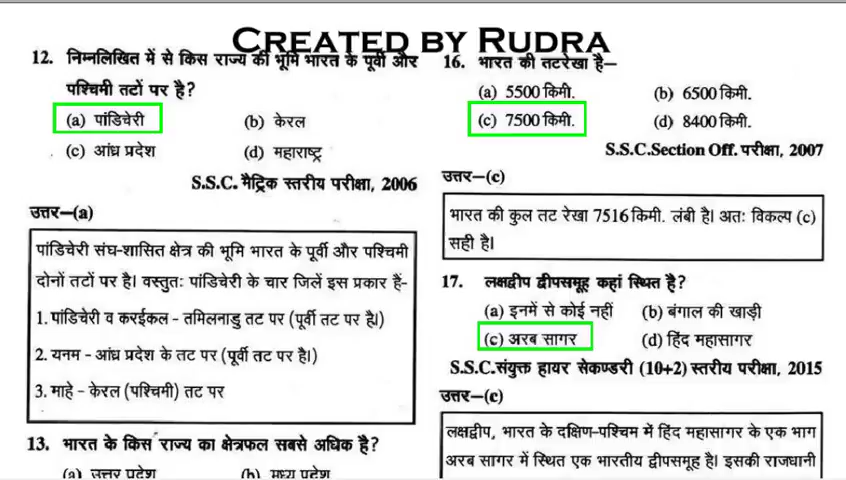 CREATED BY RUDRA
12. निम्नलिखित में से किस राज्य की भूमि भारत के पूर्वी और
पश्चिमी तटों पर है?
(a) पांडिचेरी (b) केरल
(c) आंध्र प्रदेश (d) महाराष्ट्र
S.S.C. मैट्रिक स्तरीय परीक्षा, 2006
उत्तर–(a)
पांडिचेरी संघ-शासित क्षेत्र की भूमि भारत के पूर्वी और पश्चिमी
दोनों तटों पर है। वस्तुतः पांडिचेरी के चार जिलें इस प्रकार हैं-
1. पांडिचेरी व करईकल - तमिलनाडु तट पर (पूर्वी तट पर है।)
2. यनम - आंध्र प्रदेश के तट पर (पूर्वी तट पर है।)
3. माहे - केरल (पश्चिमी) तट पर
13. भारत के किस राज्य का क्षेत्रफल सबसे अधिक है?
(a) उत्तर प्रदेश (b) मध्य प्रदेश
16. भारत की तटरेखा है–
(a) 5500 किमी. (b) 6500 किमी.
(c) 7500 किमी. (d) 8400 किमी.
S.S.C.Section Off. परीक्षा, 2007
उत्तर–(c)
भारत की कुल तट रेखा 7516 किमी. लंबी है। अतः विकल्प (c)
सही है।
17. लक्षद्वीप द्वीपसमूह कहां स्थित है?
(a) इनमें से कोई नहीं (b) बंगाल की खाड़ी
(c) अरब सागर (d) हिंद महासागर
S.S.C.संयुक्त हायर सेकण्डरी (10+2) स्तरीय परीक्षा, 2015
उत्तर–(c)
लक्षद्वीप, भारत के दक्षिण-पश्चिम में हिंद महासागर के एक भाग
अरब सागर में स्थित एक भारतीय द्वीपसमूह है। इसकी राजधानी